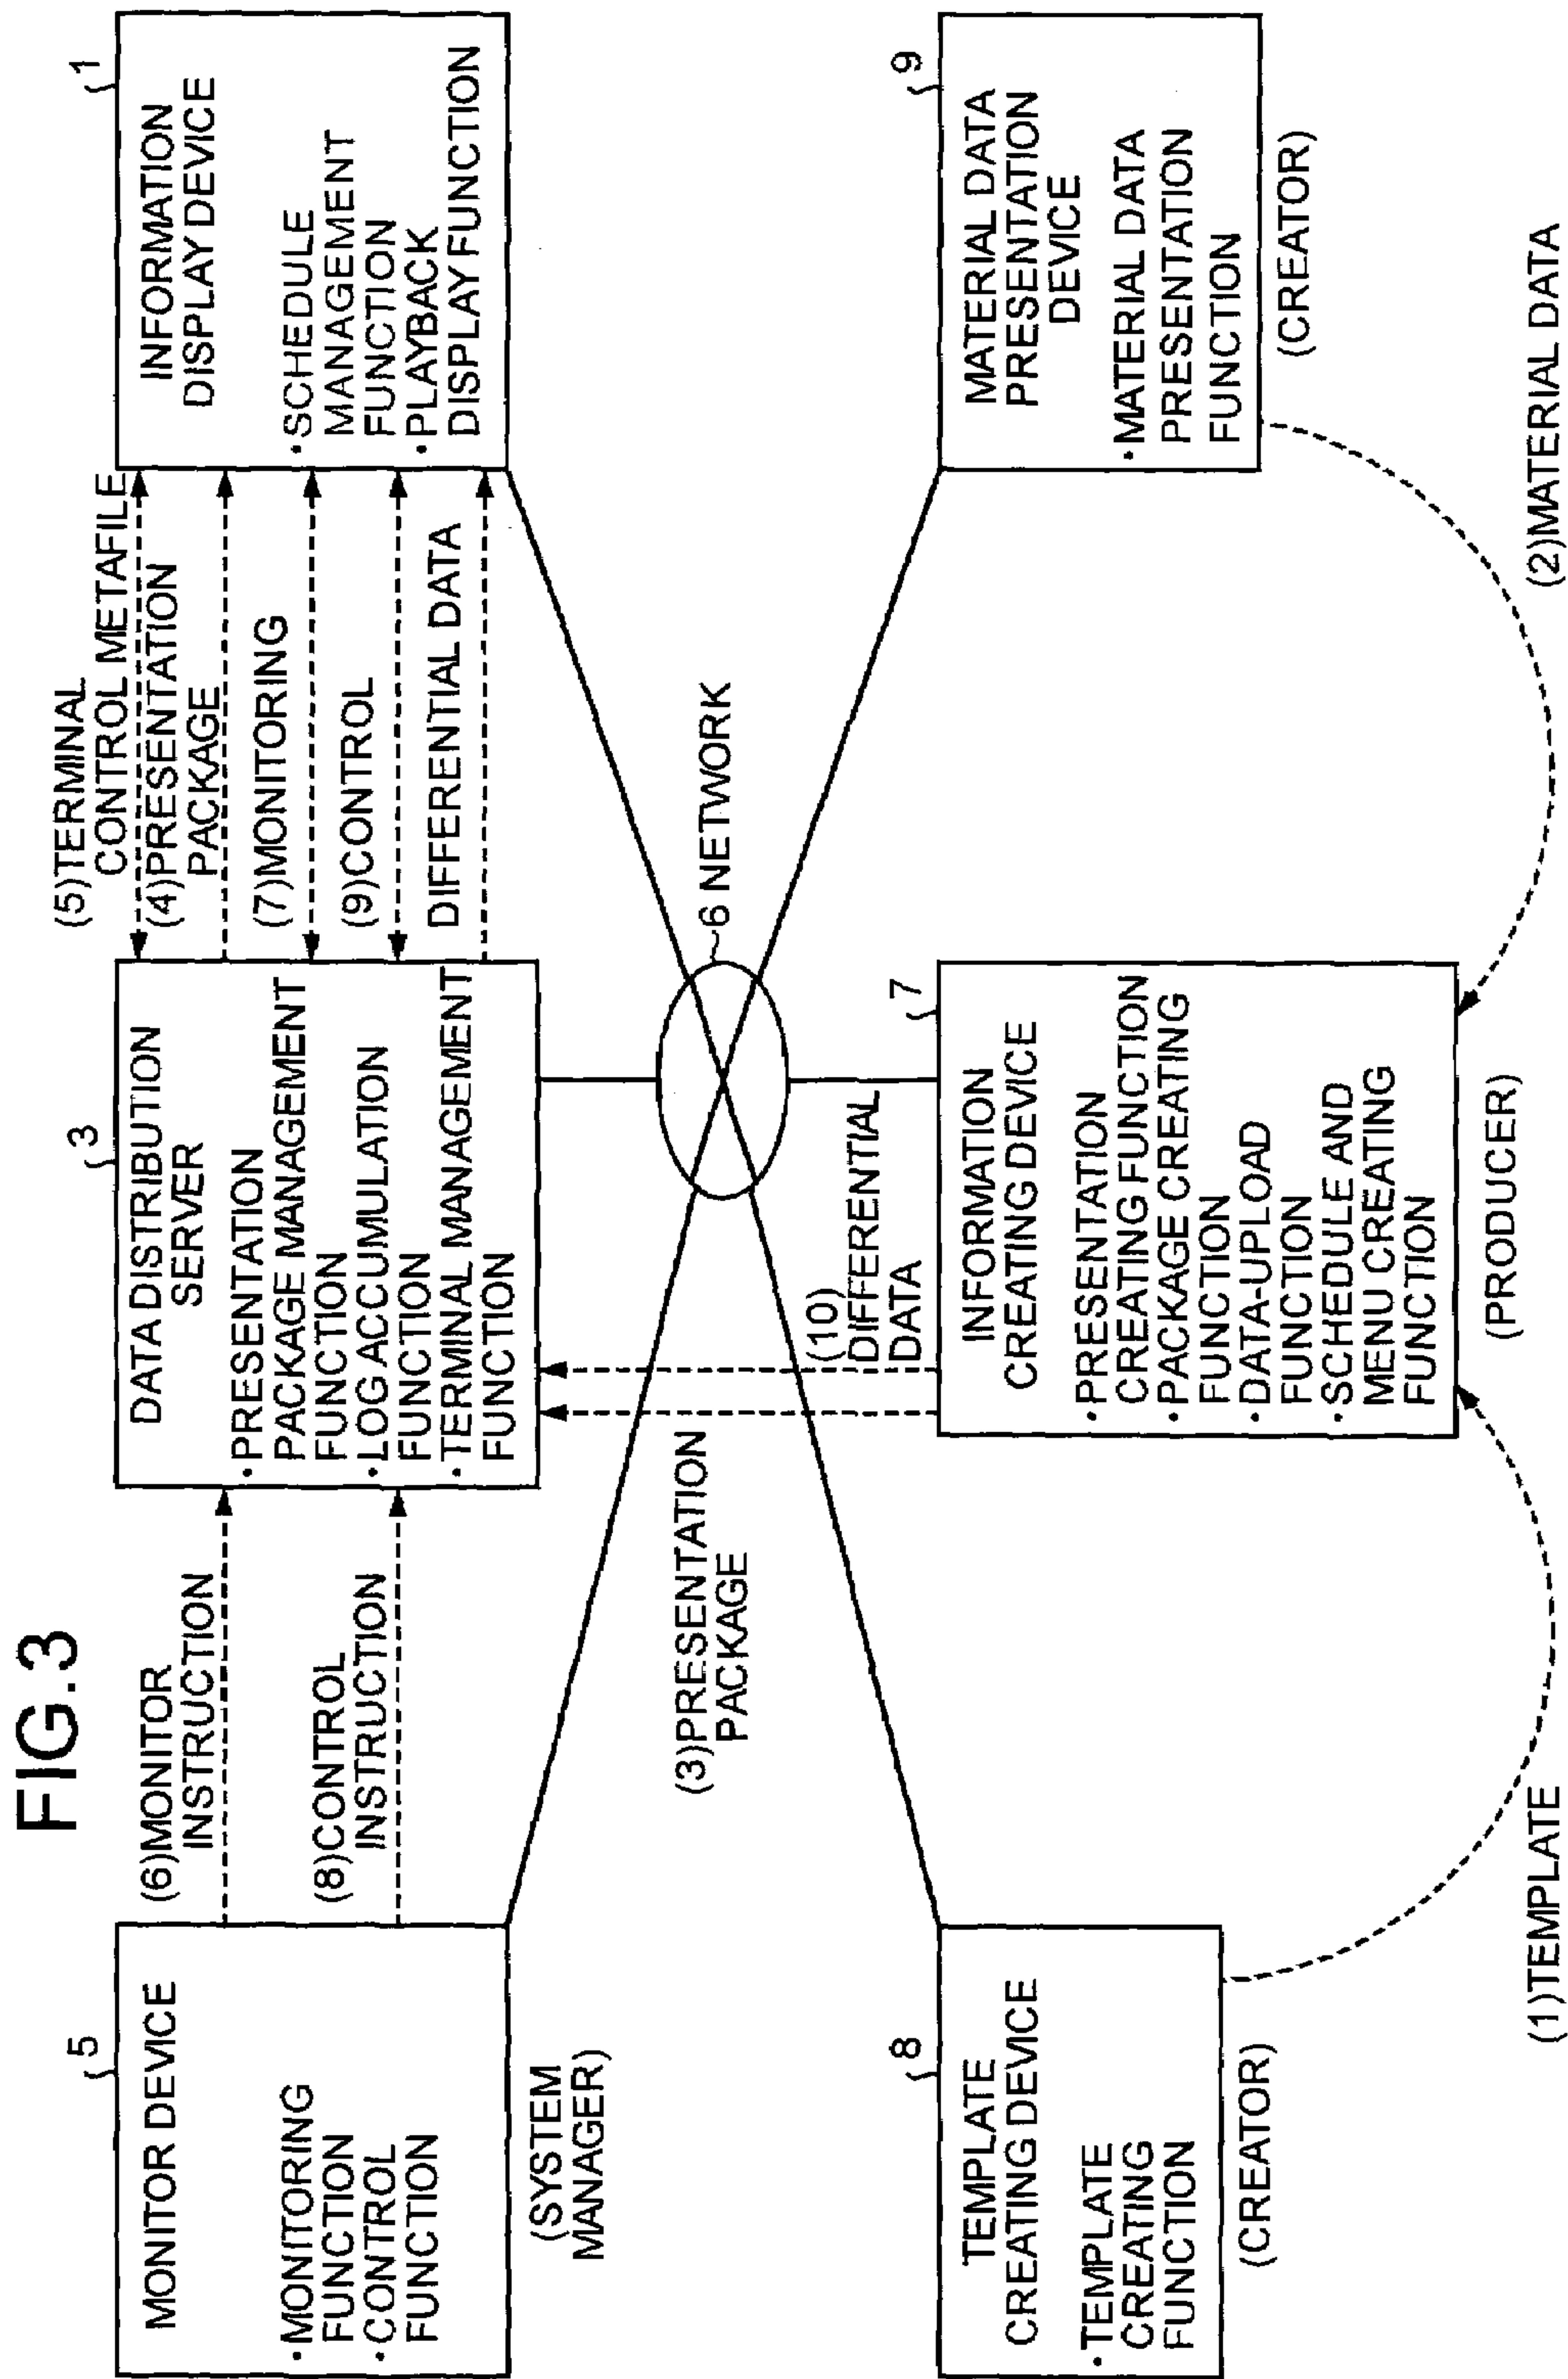 FIG.3
5
MONITOR DEVICE
・MONITORING
FUNCTION
・CONTROL
FUNCTION
(SYSTEM
MANAGER)
(6)MONITOR
INSTRUCTION
(8)CONTROL
INSTRUCTION
3
DATA DISTRIBUTION
SERVER
・PRESENTATION
PACKAGE MANAGEMENT
FUNCTION
・LOG ACCUMULATION
FUNCTION
・TERMINAL MANAGEMENT
FUNCTION
(5)TERMINAL
CONTROL METAFILE
(4)PRESENTATION
PACKAGE
(7)MONITORING
(9)CONTROL
DIFFERENTIAL DATA
1
INFORMATION
DISPLAY DEVICE
・SCHEDULE
MANAGEMENT
FUNCTION
・PLAYBACK
DISPLAY FUNCTION
(3)PRESENTATION
PACKAGE
(10)
DIFFERENTIAL
DATA
6 NETWORK
8
TEMPLATE
CREATING DEVICE
・TEMPLATE
CREATING
FUNCTION
(CREATOR)
7
INFORMATION
CREATING DEVICE
・PRESENTATION
CREATING FUNCTION
・PACKAGE CREATING
FUNCTION
・DATA-UPLOAD
FUNCTION
・SCHEDULE AND
MENU CREATING
FUNCTION
(PRODUCER)
9
MATERIAL DATA
PRESENTATION
DEVICE
・MATERIAL DATA
PRESENTATION
FUNCTION
(CREATOR)
(1)TEMPLATE
(2)MATERIAL DATA